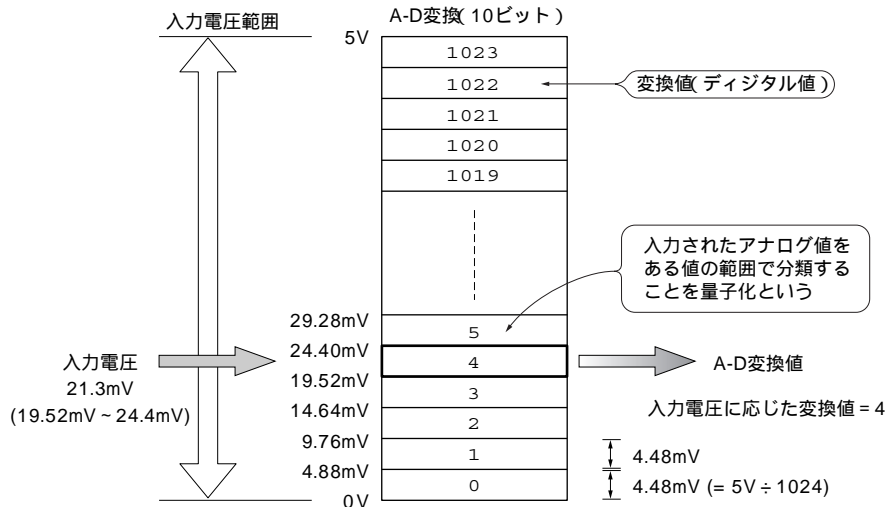 入力電圧範囲
A-D変換(10ビット)
5V
1023
1022
変換値(ディジタル値)
1021
1020
1019
入力されたアナログ値を
ある値の範囲で分類する
ことを量子化という
29.28mV
5
24.40mV
4
19.52mV
3
14.64mV
2
9.76mV
1
4.88mV
0
0V
入力電圧
21.3mV
(19.52mV~24.4mV)
A-D変換値
入力電圧に応じた変換値=4
4.48mV
4.48mV (= 5V÷1024)